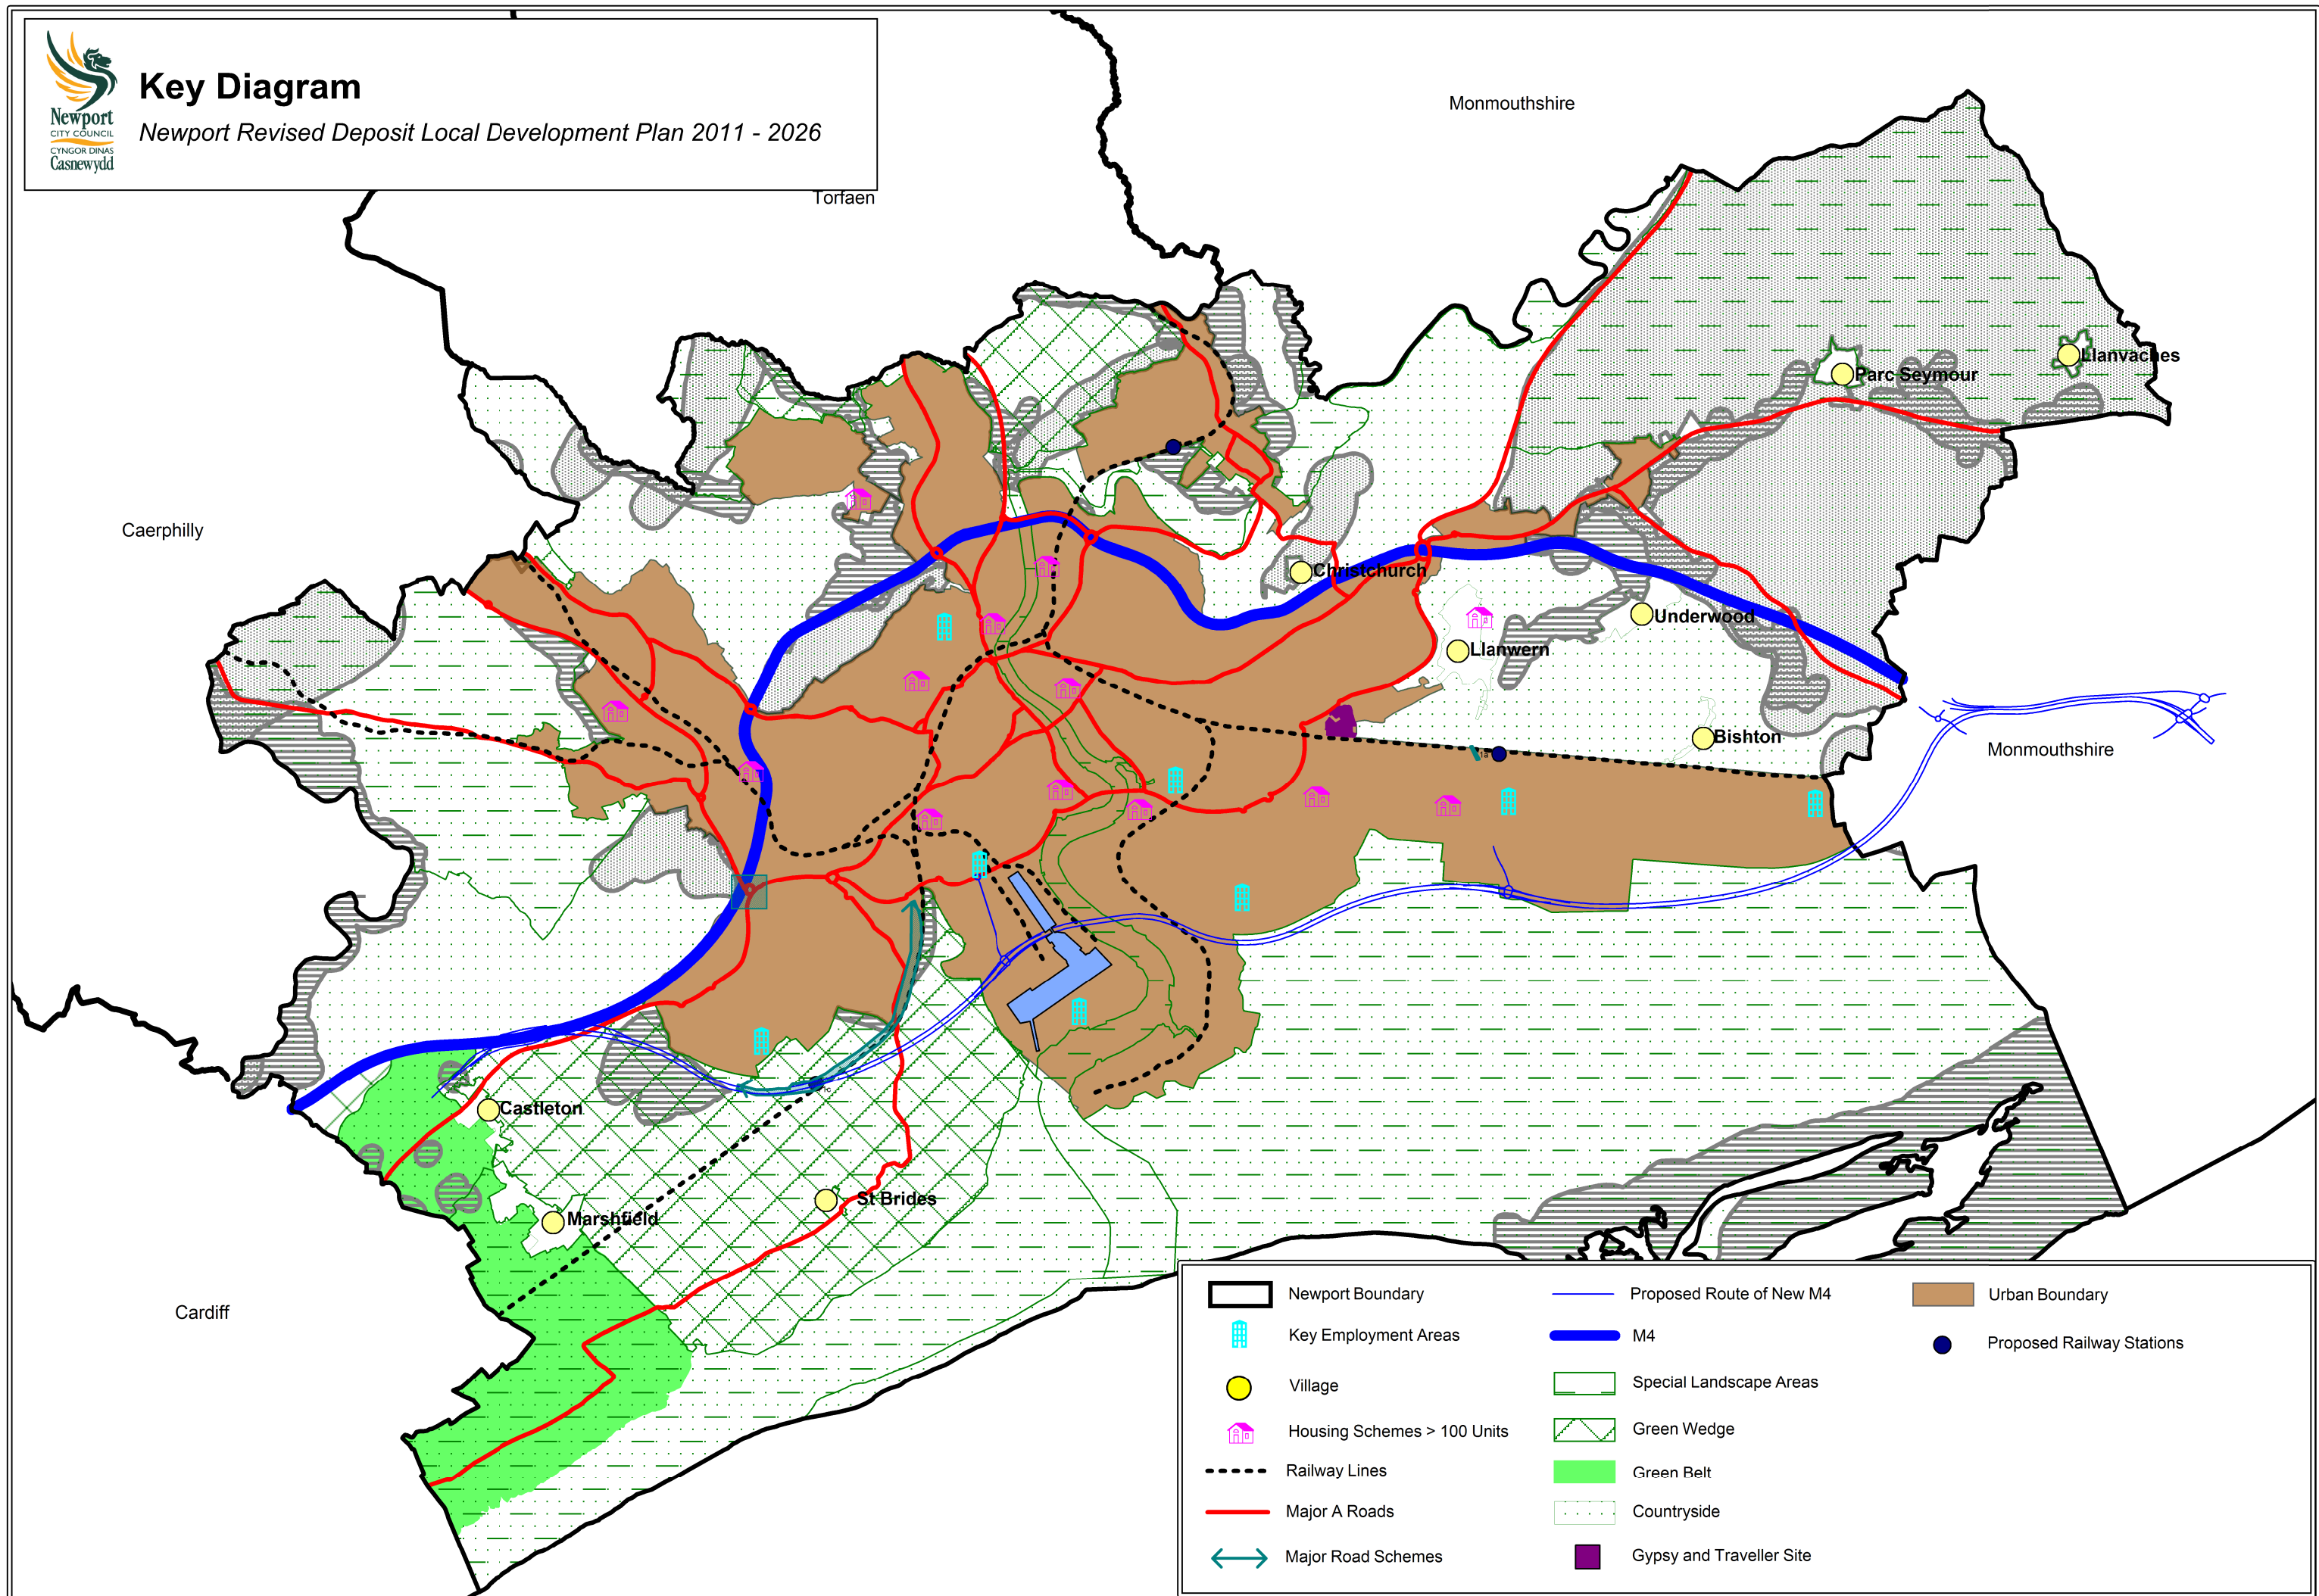 Newport
CITY COUNCIL
CYNGOR DINAS
Casnewydd
Key Diagram
Newport Revised Deposit Local Development Plan 2011 - 2026
Monmouthshire
Torfaen
Llanvaches
Parc Seymour
Caerphilly
Christchurch
Underwood
Llanwern
Bishton
Monmouthshire
Castleton
St Brides
Marshfield
Cardiff
Newport Boundary
Key Employment Areas
Village
Housing Schemes > 100 Units
Railway Lines
Major A Roads
Major Road Schemes
Proposed Route of New M4
M4
Special Landscape Areas
Green Wedge
Green Belt
Countryside
Gypsy and Traveller Site
Urban Boundary
Proposed Railway Stations